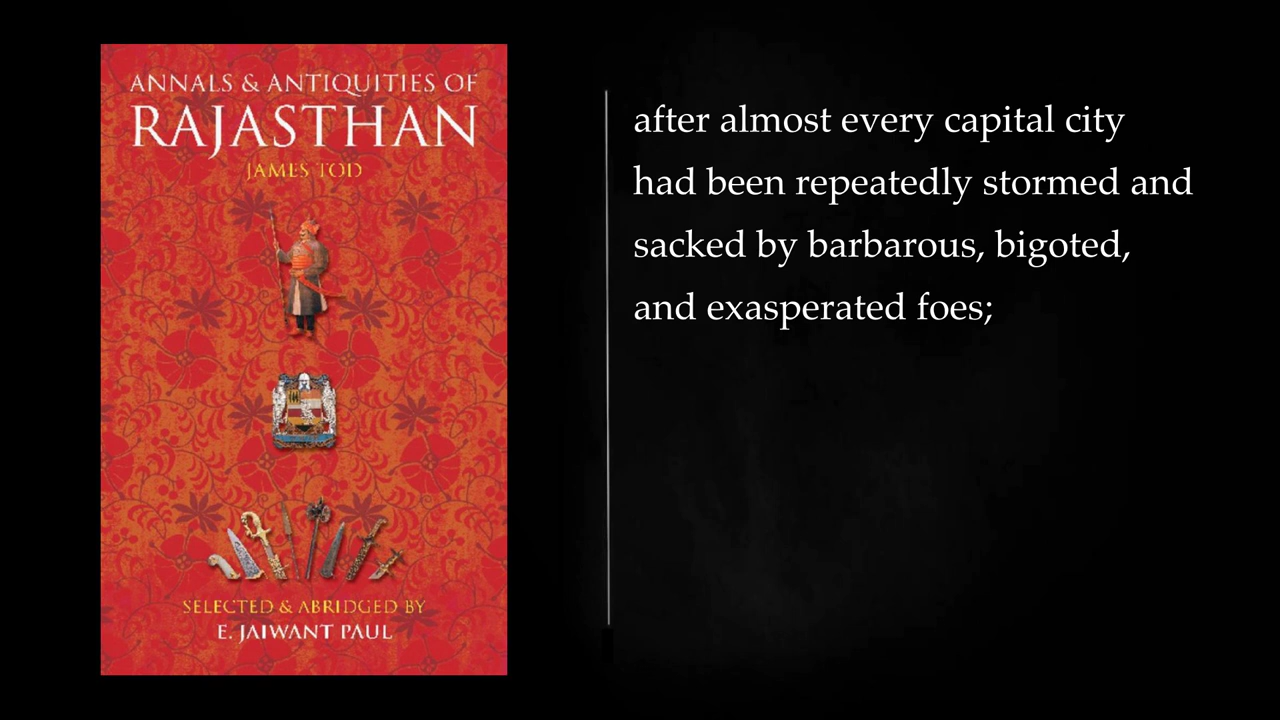 ANNALS & ANTIQUITIES OF
RAJASTHAN
JAMES TOD
SELECTED & ABRIDGED BY
E. JAIWANT PAUL
after almost every capital city
had been repeatedly stormed and
sacked by barbarous, bigoted,
and exasperated foes;